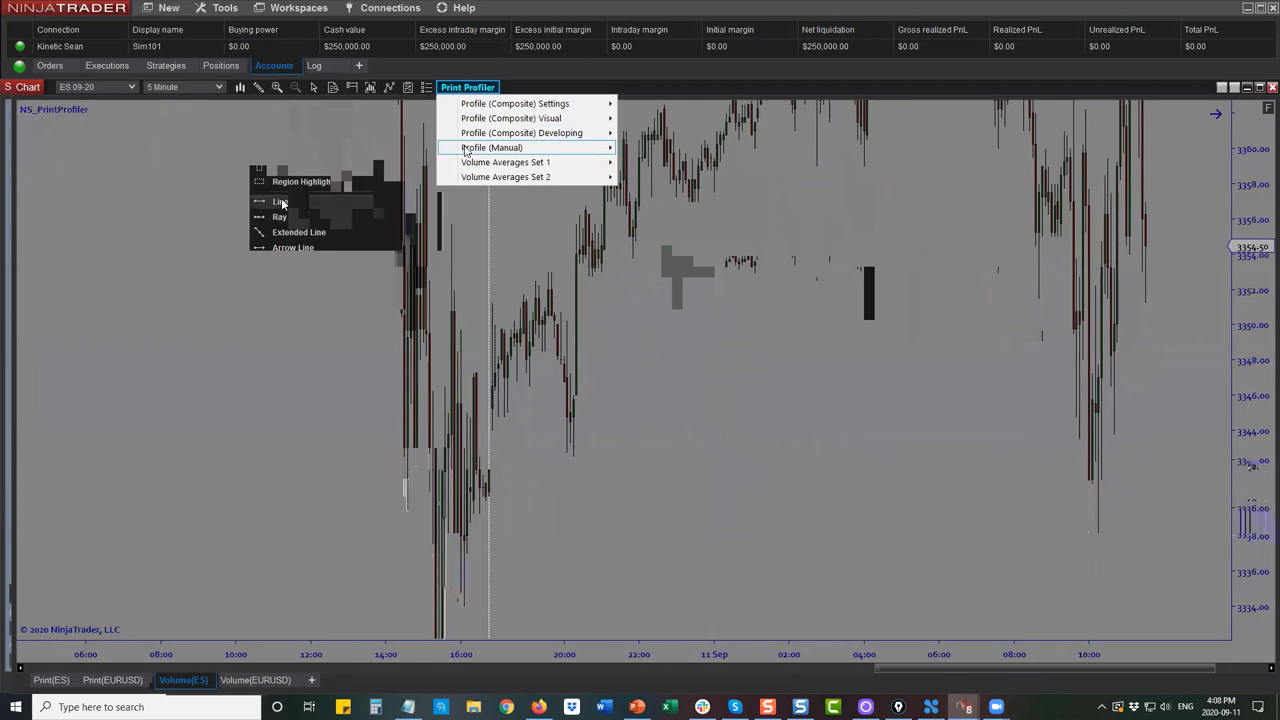 NINJATRADER New Tools Workspaces Connections Help
Connection Display name Buying power Cash value Excess intraday margin Excess initial margin Intraday margin Initial margin Net liquidation Gross realized PnL Realized PnL Unrealized PnL
Kinetic Sean Sim101 $0.00 $250,000.00 $250,000.00 $250,000.00 $0.00 $0.00 $250,000.00 $0.00 $0.00 $0.00
Orders Executions Strategies Positions Accounts Log +
S Chart ES 09-20 5 Minute Print Profiler
NS_PrintProfiler F
Profile (Composite) Settings
Profile (Composite) Visual
Profile (Composite) Developing
Profile (Manual)
Volume Averages Set 1
Volume Averages Set 2
Region Highligh
Line
Ray
Extended Line
Arrow Line
3360.00
3358.00
3356.00
3354.50
3354.00
3352.00
3350.00
3348.00
3346.00
3344.00
3336.00
3338.00
3336.00
3334.00
© 2020 NinjaTrader, LLC
06:00 08:00 10:00 12:00 14:00 16:00 20:00 22:00 11 Sep 02:00 04:00 06:00 08:00 10:00
Print(ES) Print(EURUSD) Volume(ES) Volume(EURUSD) +
Type here to search
4:08 PM
2020-09-11